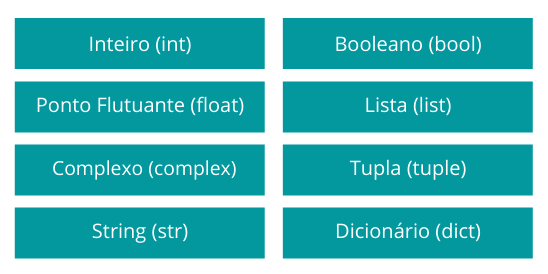 Inteiro (int)
Booleano (bool)
Ponto Flutuante (float)
Lista (list)
Complexo (complex)
Tupla (tuple)
String (str)
Dicionário (dict)